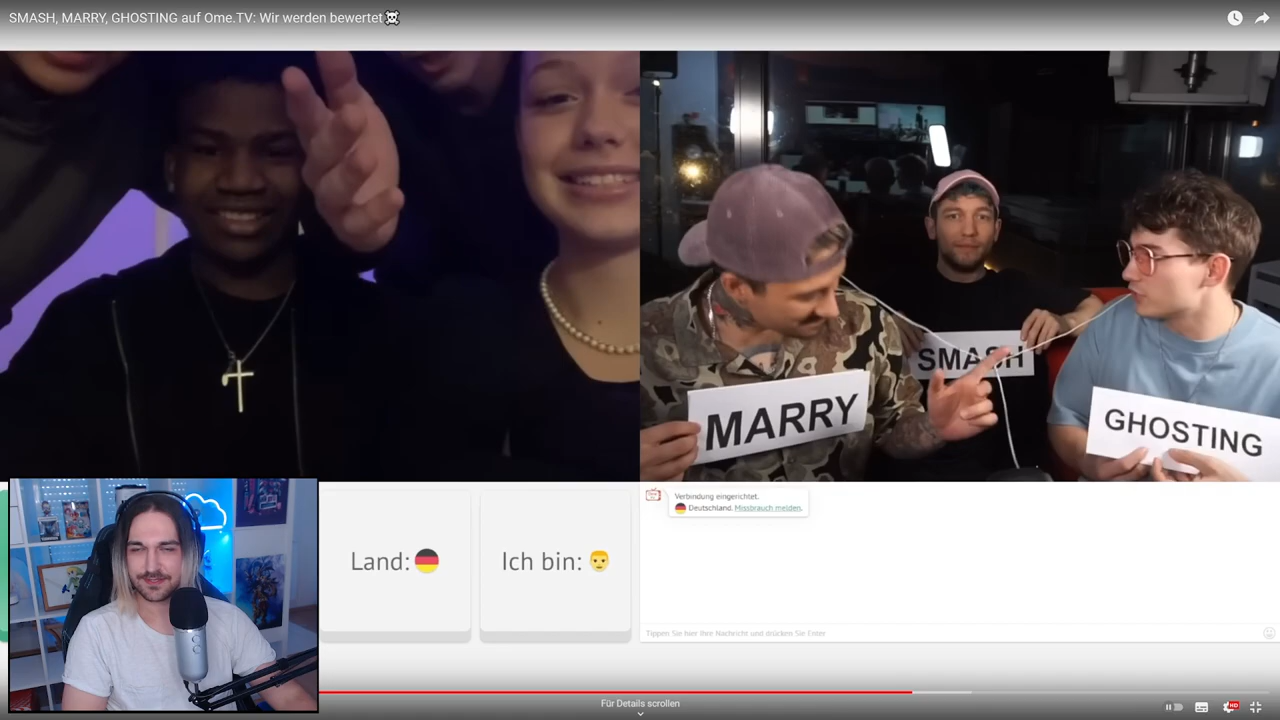 SMASH, MARRY, GHOSTING auf Ome.TV: Wir werden bewertet☠️
SMASH
MARRY
GHOSTING
Verbindung eingerichtet.
Deutschland. Missbrauch melden.
Land:
Ich bin:
Tippen Sie hier Ihre Nachricht und drücken Sie Enter
Für Details scrollen
HD